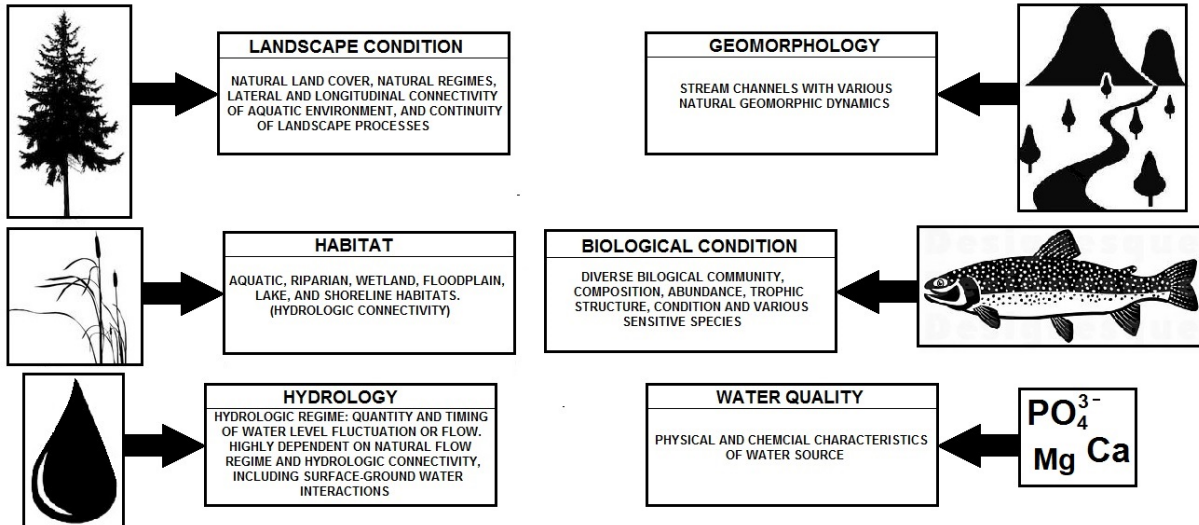 LANDSCAPE CONDITION
NATURAL LAND COVER, NATURAL REGIMES,
LATERAL AND LONGITUDINAL CONNECTIVITY
OF AQUATIC ENVIRONMENT, AND CONTINUITY
OF LANDSCAPE PROCESSES
GEOMORPHOLOGY
STREAM CHANNELS WITH VARIOUS
NATURAL GEOMORPHIC DYNAMICS
HABITAT
AQUATIC, RIPARIAN, WETLAND, FLOODPLAIN,
LAKE, AND SHORELINE HABITATS.
(HYDROLOGIC CONNECTIVITY)
BIOLOGICAL CONDITION
DIVERSE BILOGICAL COMMUNITY,
COMPOSITION, ABUNDANCE, TROPHIC
STRUCTURE, CONDITION AND VARIOUS
SENSITIVE SPECIES
HYDROLOGY
HYDROLOGIC REGIME: QUANTITY AND TIMING
OF WATER LEVEL FLUCTUATION OR FLOW.
HIGHLY DEPENDENT ON NATURAL FLOW
REGIME AND HYDROLOGIC CONNECTIVITY,
INCLUDING SURFACE-GROUND WATER
INTERACTIONS
WATER QUALITY
PHYSICAL AND CHEMCIAL CHARACTERISTICS
OF WATER SOURCE
PO₄³⁻
Mg Ca